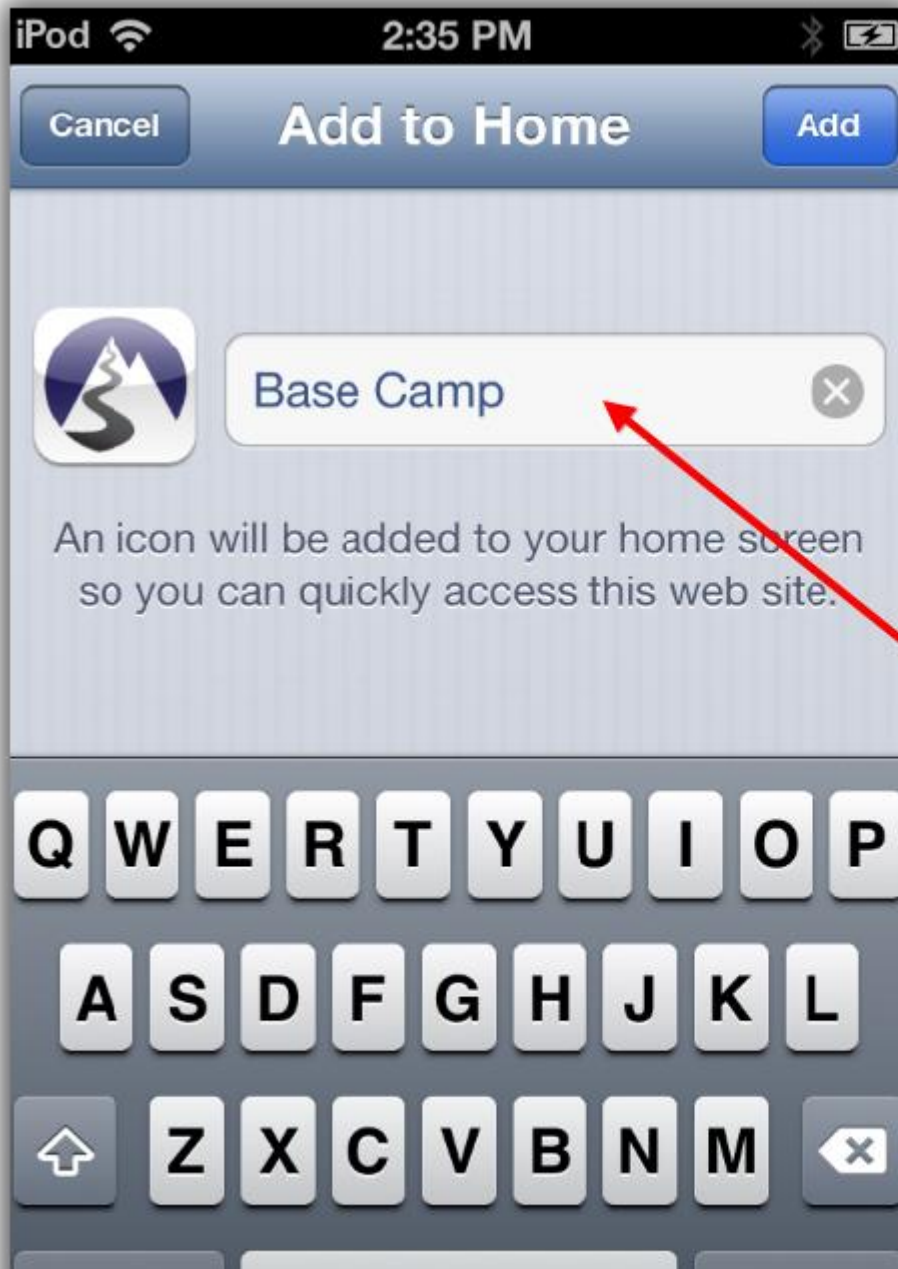 iPod 2:35 PM
Cancel Add to Home Add
Base Camp
An icon will be added to your home screen
so you can quickly access this web site.
Q W E R T Y U I O P
A S D F G H J K L
Z X C V B N M